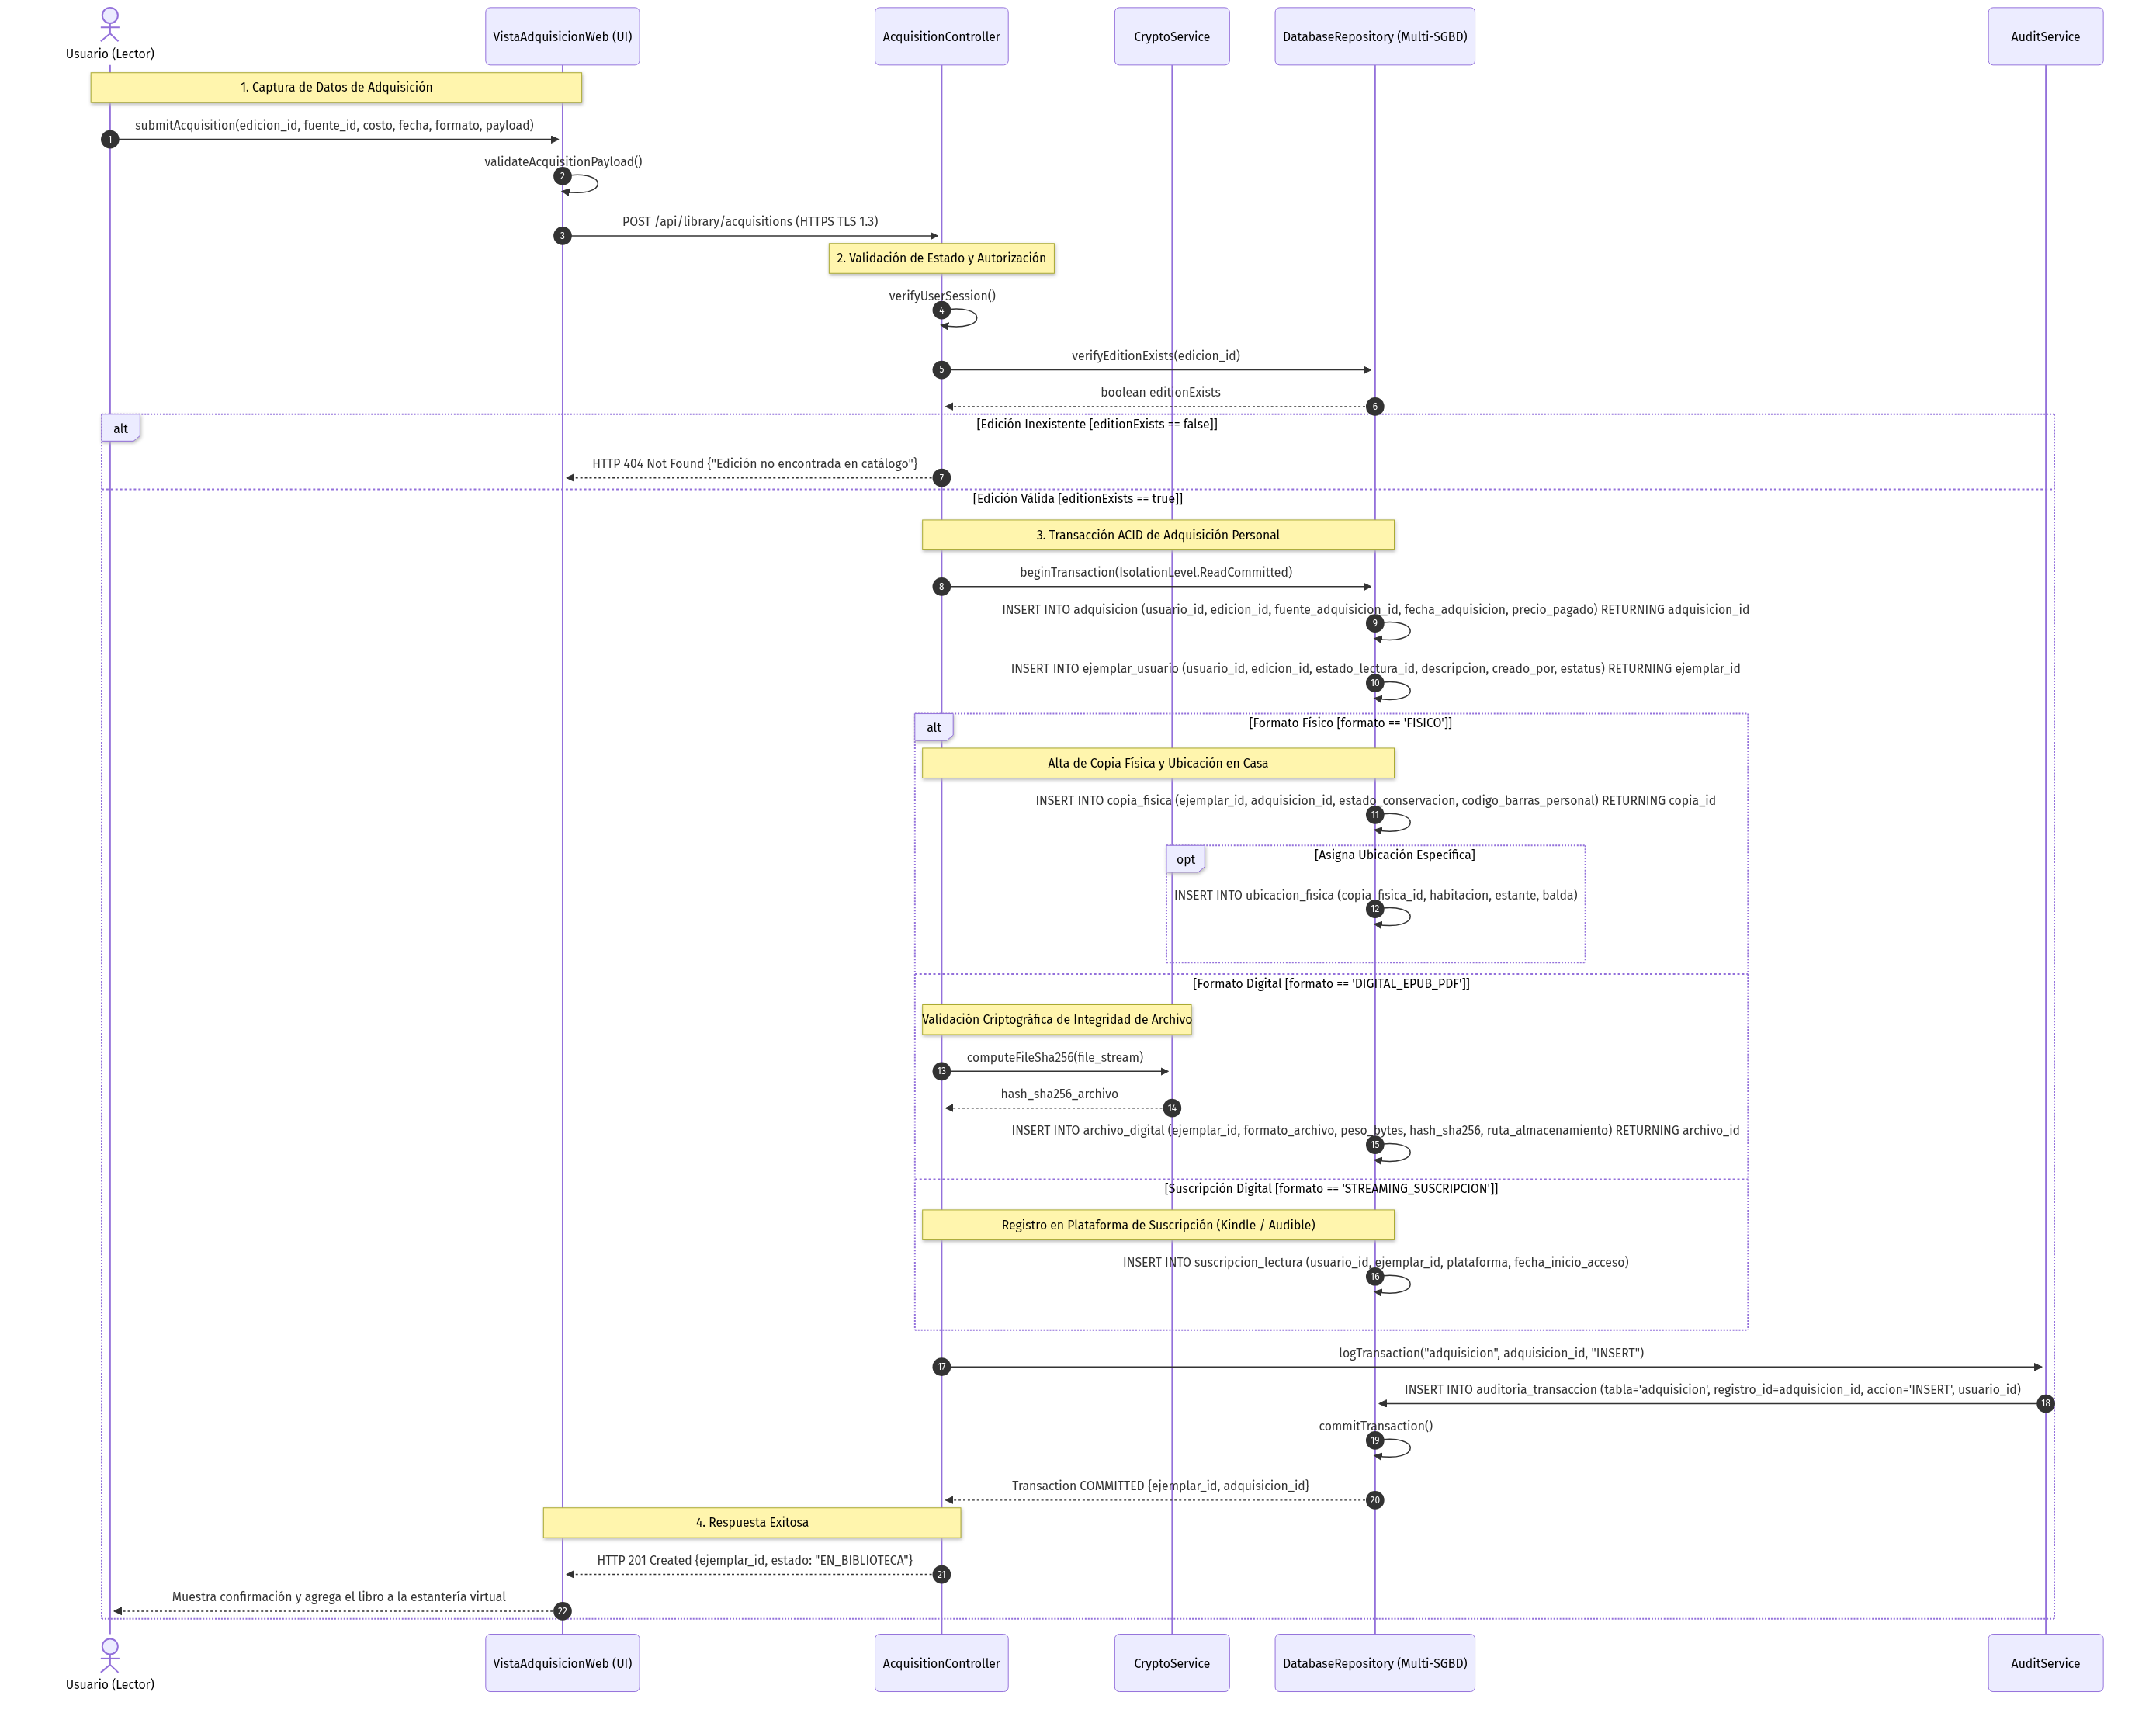 Usuario (Lector)
VistaAdquisicionWeb (UI)
AcquisitionController
CryptoService
DatabaseRepository (Multi-SGBD)
AuditService
1. Captura de Datos de Adquisición
submitAcquisition(edicion_id, fuente_id, costo, fecha, formato, payload)
1
validateAcquisitionPayload()
2
POST /api/library/acquisitions (HTTPS TLS 1.3)
3
2. Validación de Estado y Autorización
verifyUserSession()
4
verifyEditionExists(edicion_id)
5
boolean editionExists
6
alt
[Edición Inexistente [editionExists == false]]
HTTP 404 Not Found {"Edición no encontrada en catálogo"}
7
[Edición Válida [editionExists == true]]
3. Transacción ACID de Adquisición Personal
beginTransaction(IsolationLevel.ReadCommitted)
8
INSERT INTO adquisicion (usuario_id, edicion_id, fuente_adquisicion_id, fecha_adquisicion, precio_pagado) RETURNING adquisicion_id
9
INSERT INTO ejemplar_usuario (usuario_id, edicion_id, estado_lectura_id, descripcion, creado_por, estatus) RETURNING ejemplar_id
10
alt
[Formato Físico [formato == 'FISICO']]
Alta de Copia Física y Ubicación en Casa
INSERT INTO copia_fisica (ejemplar_id, adquisicion_id, estado_conservacion, codigo_barras_personal) RETURNING copia_id
11
opt
[Asigna Ubicación Específica]
INSERT INTO ubicacion_fisica (copia_fisica_id, habitacion, estante, balda)
12
[Formato Digital [formato == 'DIGITAL_EPUB_PDF']]
Validación Criptográfica de Integridad de Archivo
computeFileSha256(file_stream)
13
hash_sha256_archivo
14
INSERT INTO archivo_digital (ejemplar_id, formato_archivo, peso_bytes, hash_sha256, ruta_almacenamiento) RETURNING archivo_id
15
[Suscripción Digital [formato == 'STREAMING_SUSCRIPCION']]
Registro en Plataforma de Suscripción (Kindle / Audible)
INSERT INTO suscripcion_lectura (usuario_id, ejemplar_id, plataforma, fecha_inicio_acceso)
16
logTransaction("adquisicion", adquisicion_id, "INSERT")
17
INSERT INTO auditoria_transaccion (tabla='adquisicion', registro_id=adquisicion_id, accion='INSERT', usuario_id)
18
commitTransaction()
19
Transaction COMMITTED {ejemplar_id, adquisicion_id}
20
4. Respuesta Exitosa
HTTP 201 Created {ejemplar_id, estado: "EN_BIBLIOTECA"}
21
Muestra confirmación y agrega el libro a la estantería virtual
22
Usuario (Lector)
VistaAdquisicionWeb (UI)
AcquisitionController
CryptoService
DatabaseRepository (Multi-SGBD)
AuditService